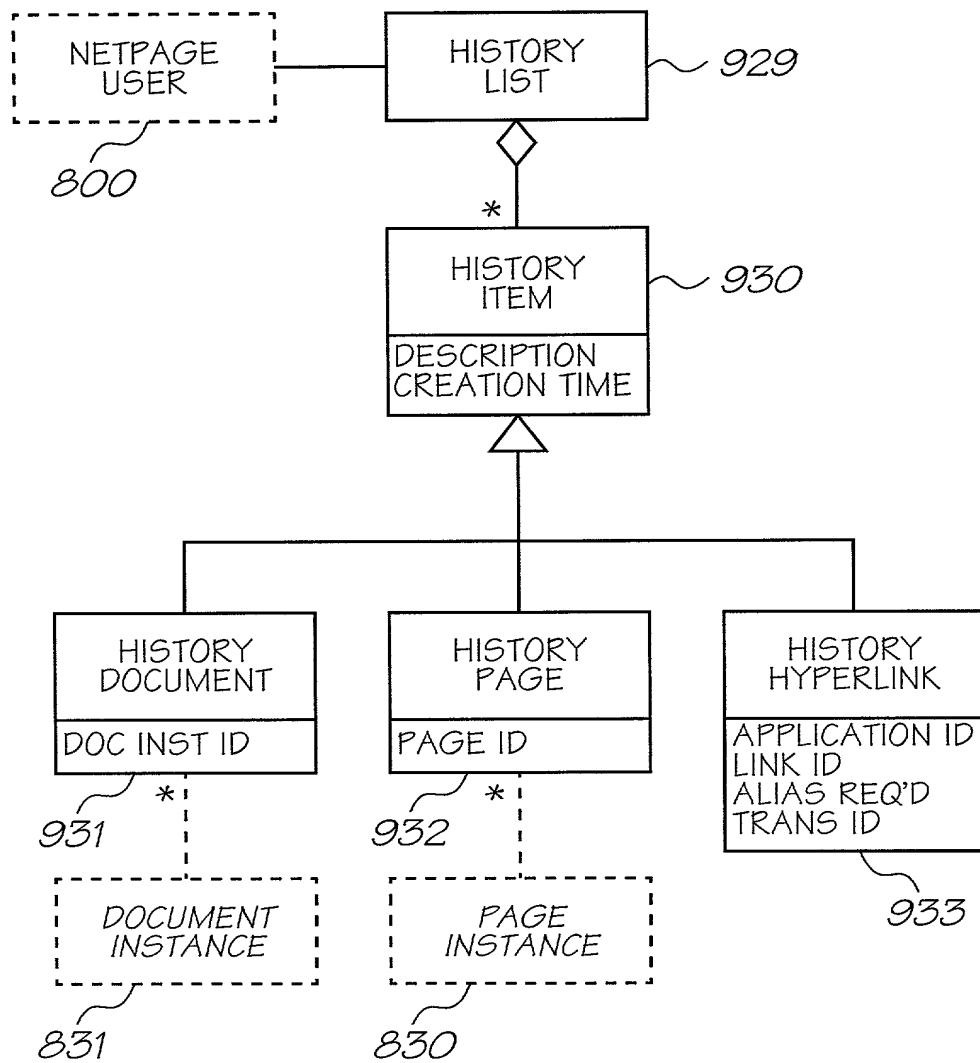 NETPAGE
USER
800
HISTORY
LIST
929
*
HISTORY
ITEM
930
DESCRIPTION
CREATION TIME
HISTORY
DOCUMENT
DOC INST ID
931
*
HISTORY
PAGE
PAGE ID
932
*
HISTORY
HYPERLINK
APPLICATION ID
LINK ID
ALIAS REQ'D
TRANS ID
933
DOCUMENT
INSTANCE
831
PAGE
INSTANCE
830